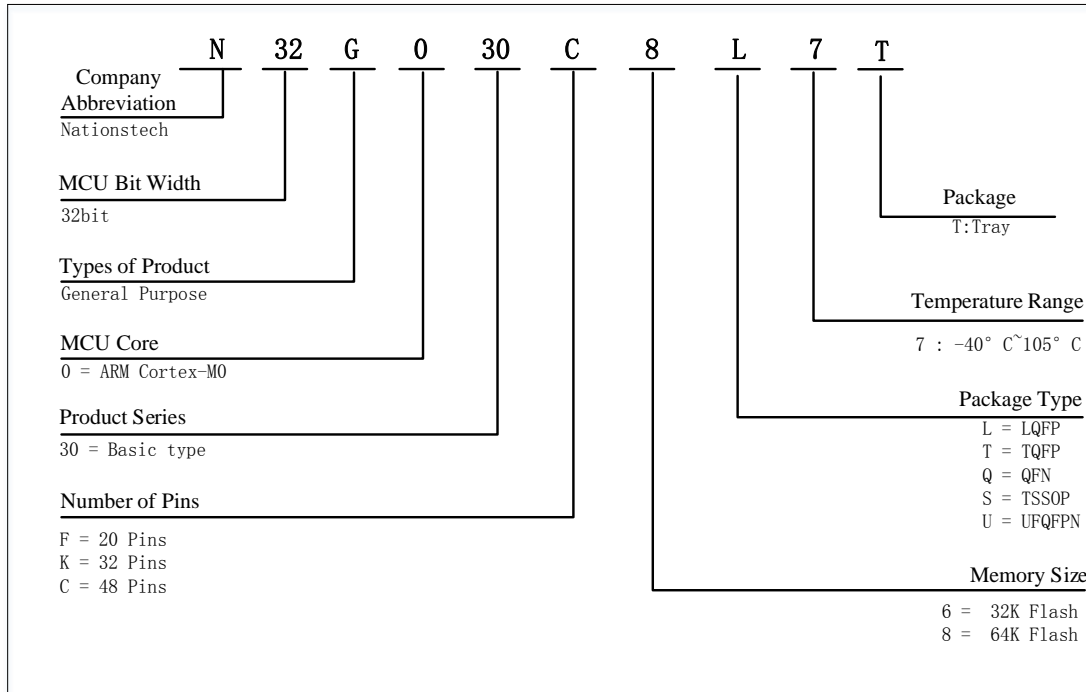 N 32 G 0 30 C 8 L 7 T
Company
Abbreviation
Nationstech
MCU Bit Width
32bit
Types of Product
General Purpose
MCU Core
0 = ARM Cortex-M0
Product Series
30 = Basic type
Number of Pins
F = 20 Pins
K = 32 Pins
C = 48 Pins
Package
T:Tray
Temperature Range
7 : -40° C~105° C
Package Type
L = LQFP
T = TQFP
Q = QFN
S = TSSOP
U = UFQFPN
Memory Size
6 = 32K Flash
8 = 64K Flash